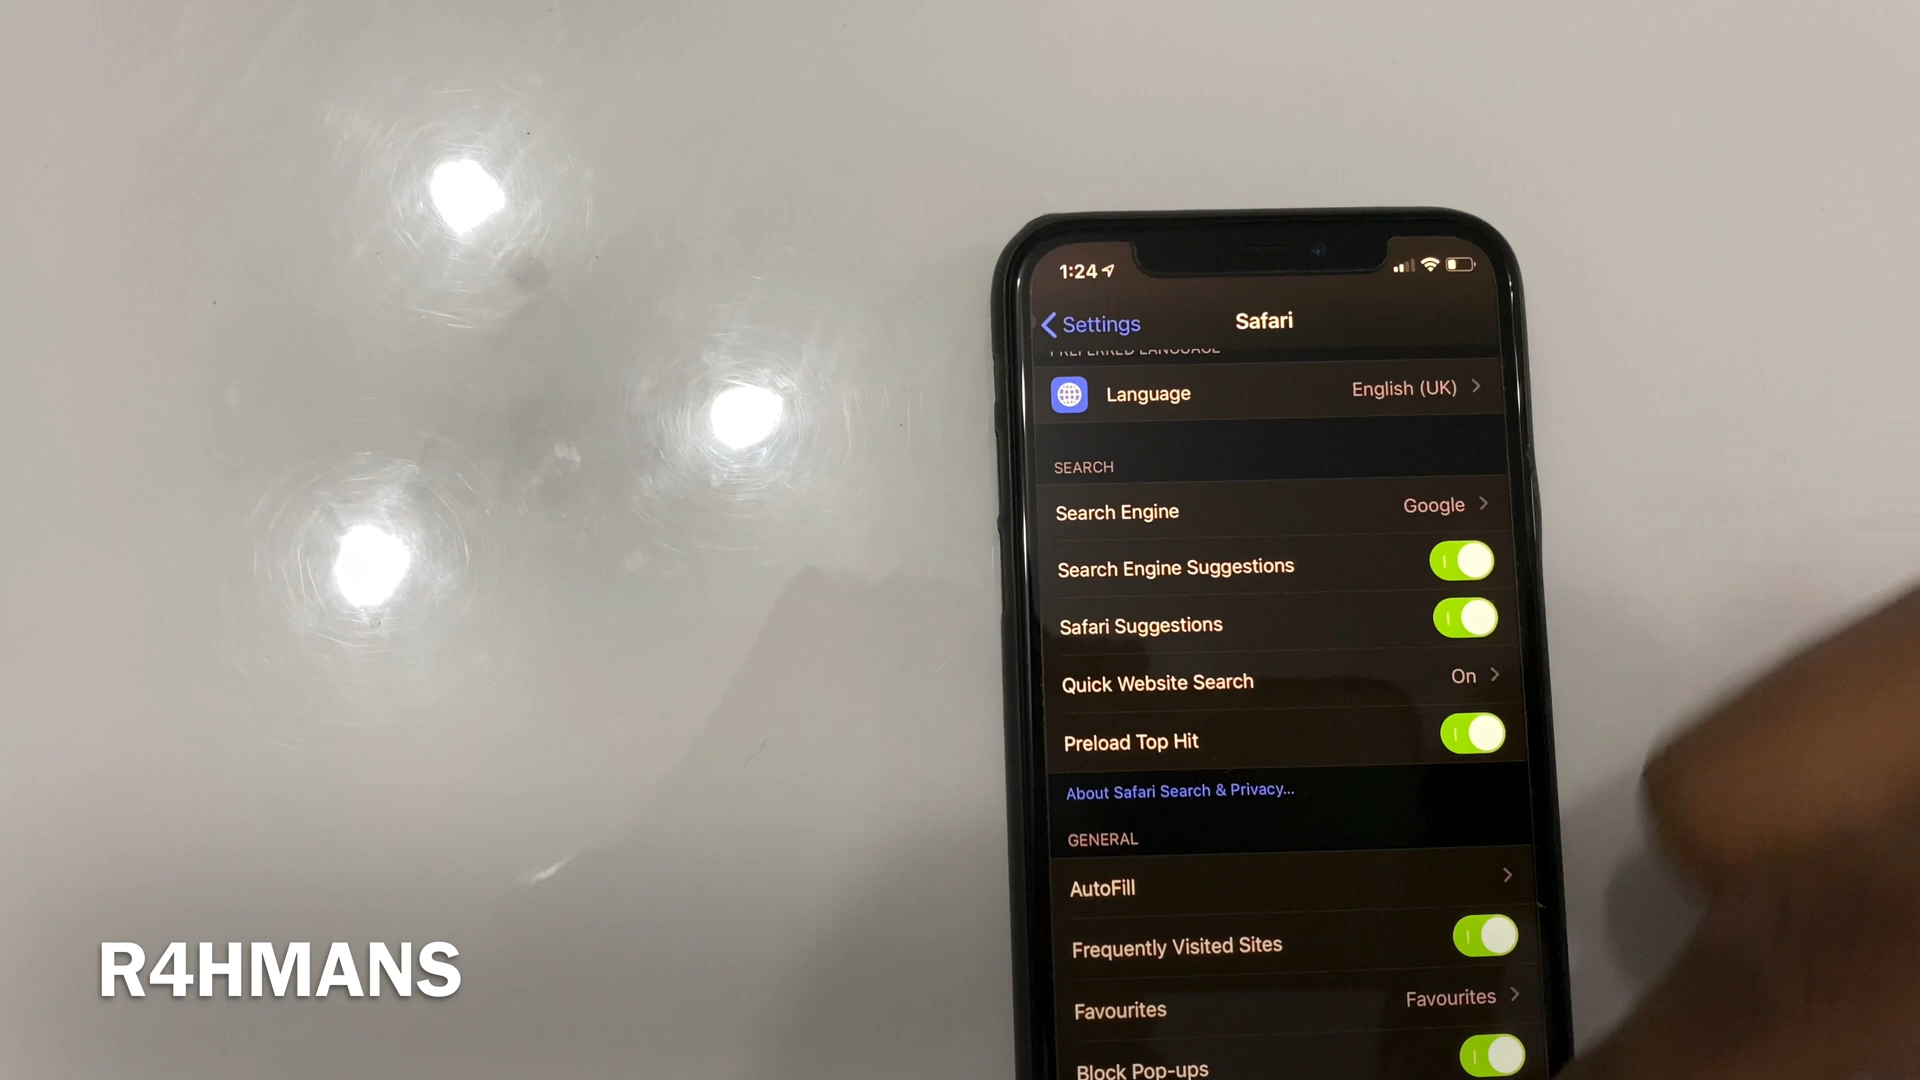 1:24
Settings
Safari
PREFERRED LANGUAGE
Language
English (UK)
SEARCH
Search Engine
Google
Search Engine Suggestions
Safari Suggestions
Quick Website Search
On
Preload Top Hit
About Safari Search & Privacy...
GENERAL
AutoFill
Frequently Visited Sites
Favourites
Favourites
Block Pop-ups
R4HMANS